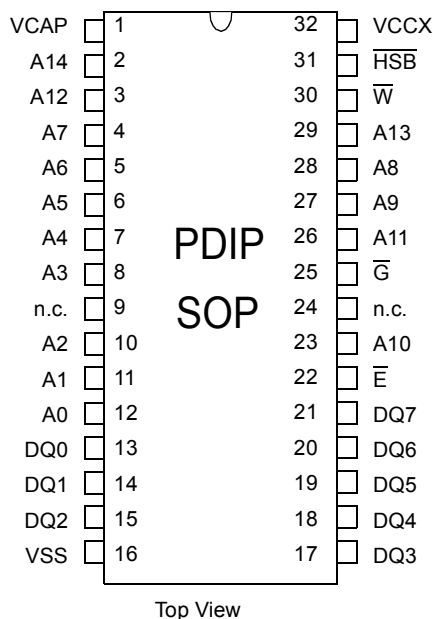 VCAP 1 32 VCCX
A14 2 31 H̅S̅B̅
A12 3 30 W̅
A7 4 29 A13
A6 5 28 A8
A5 6 27 A9
A4 7 26 A11
PDIP
A3 8 25 G̅
n.c. 9 24 n.c.
SOP
A2 10 23 A10
A1 11 22 E̅
A0 12 21 DQ7
DQ0 13 20 DQ6
DQ1 14 19 DQ5
DQ2 15 18 DQ4
VSS 16 17 DQ3
Top View